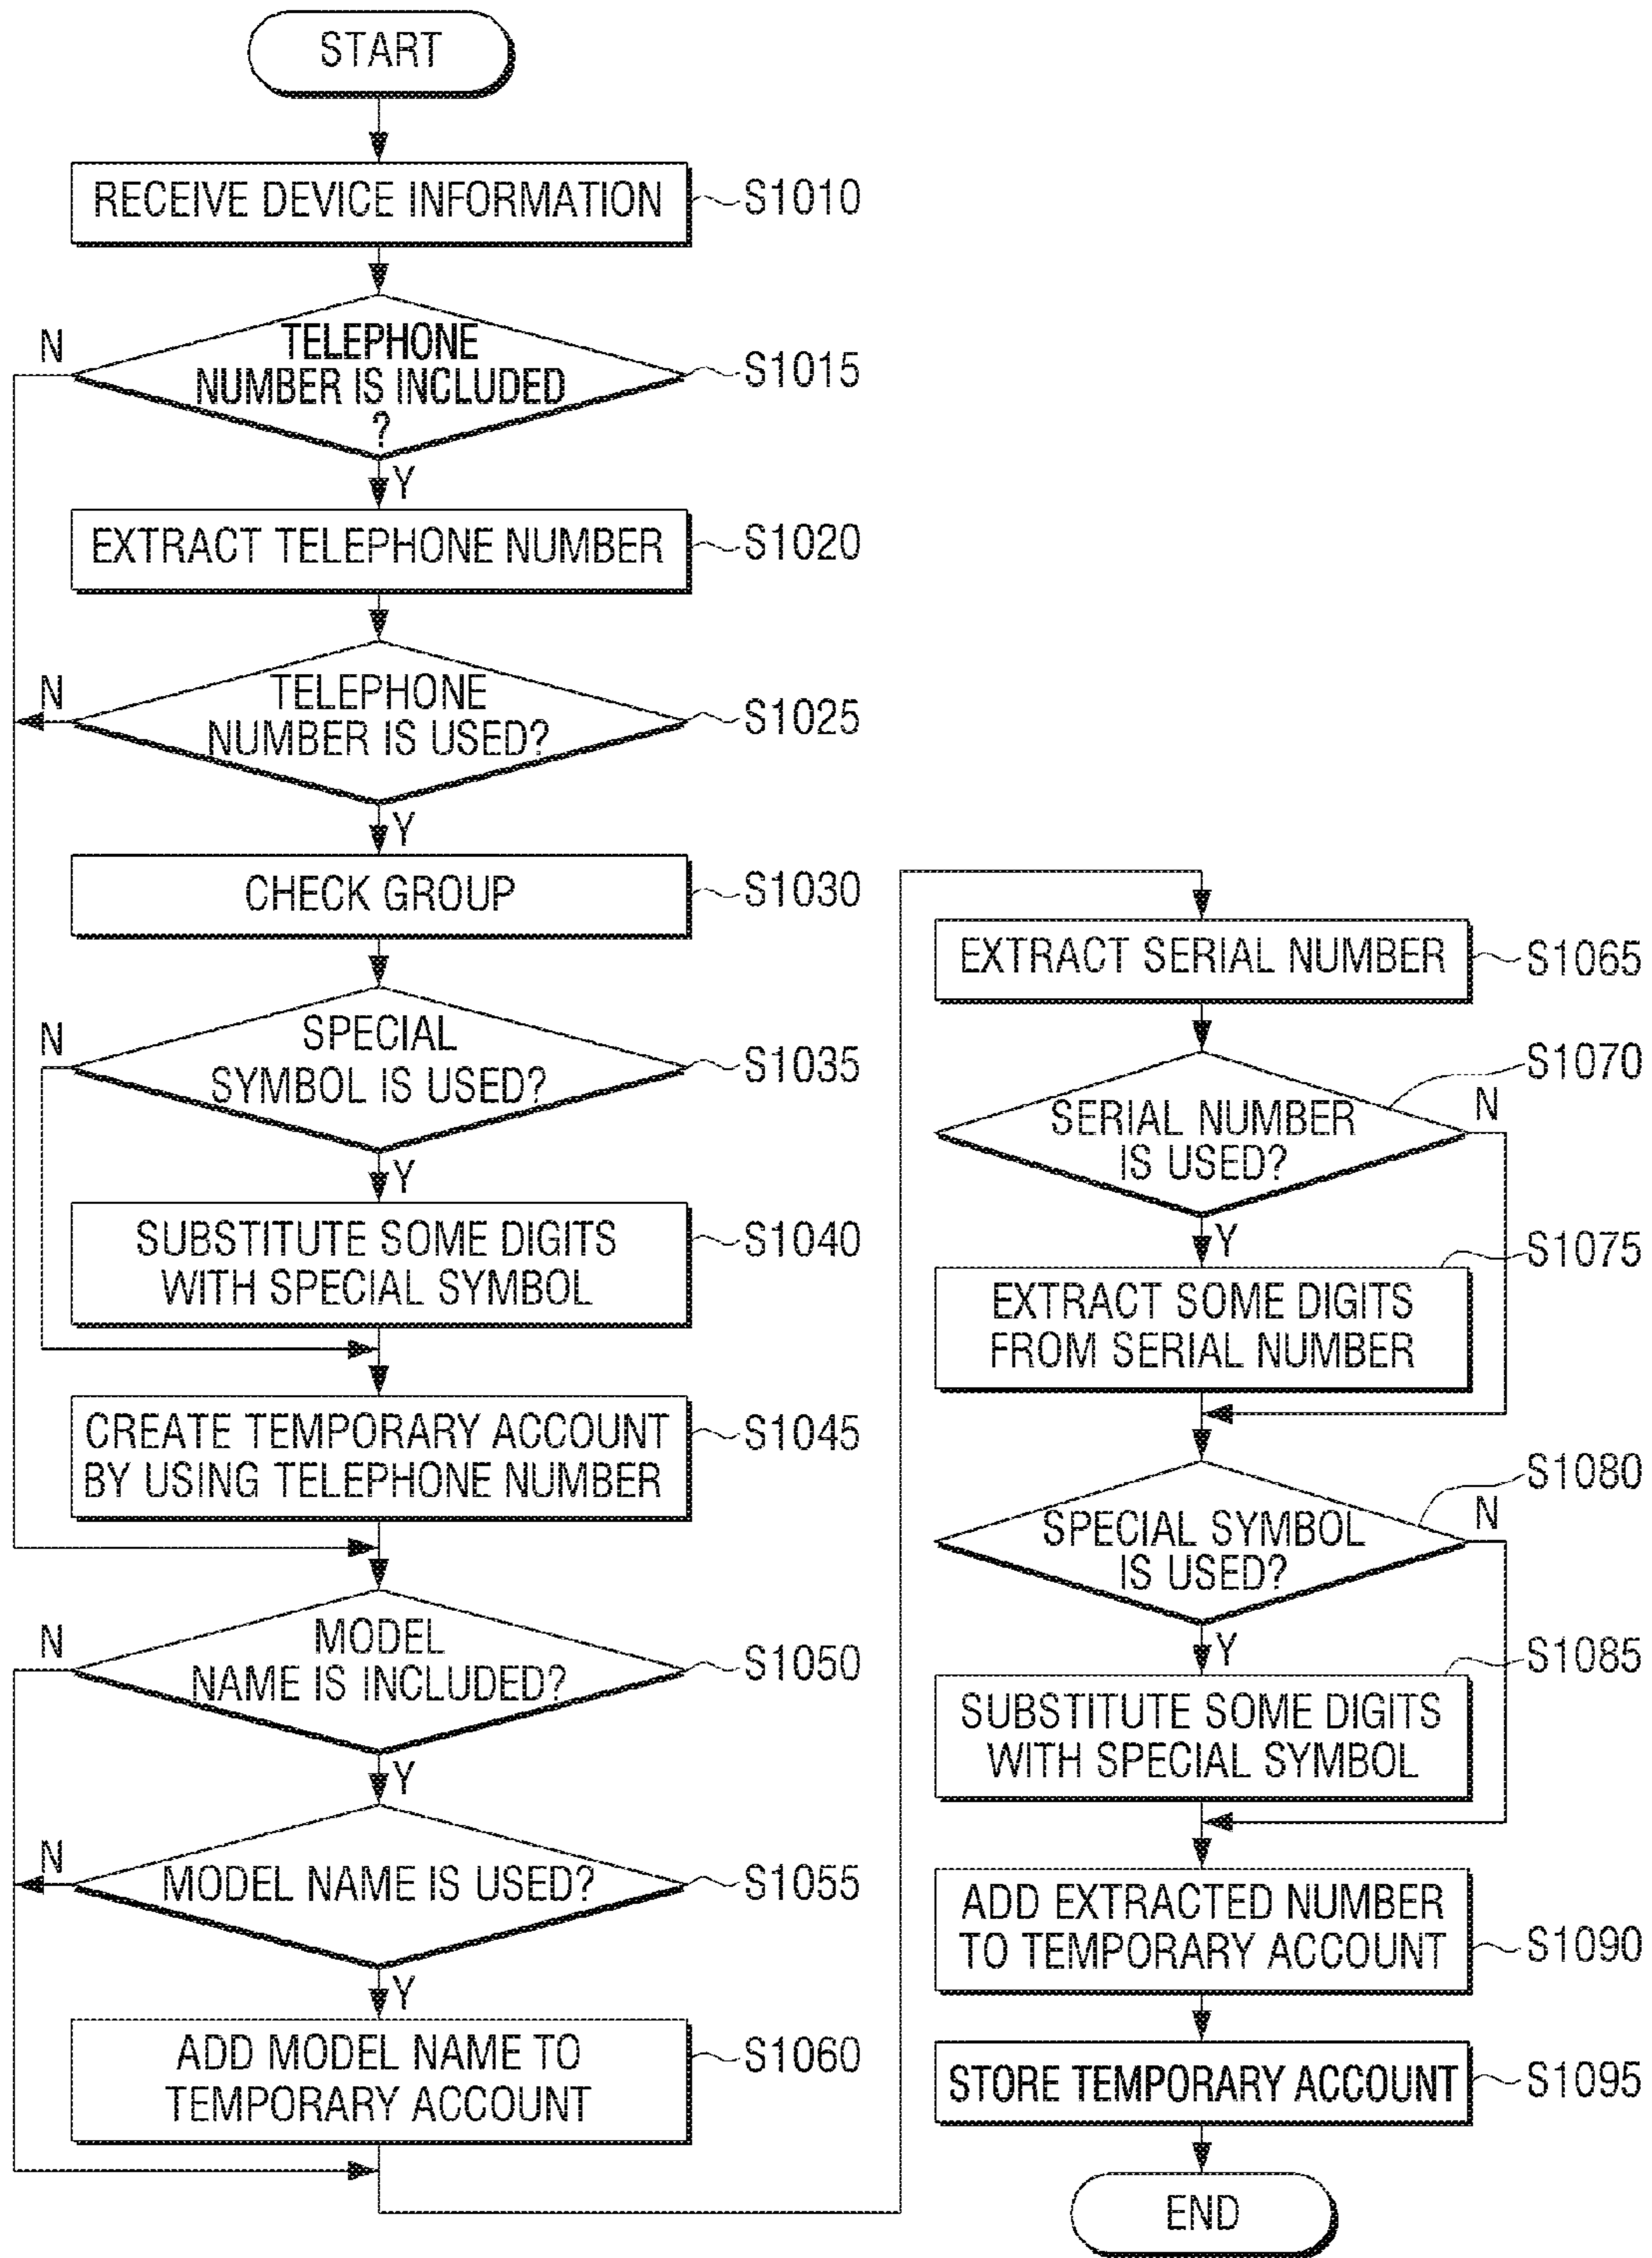 START
RECEIVE DEVICE INFORMATION
S1010
TELEPHONE
NUMBER IS INCLUDED
?
S1015
N
Y
EXTRACT TELEPHONE NUMBER
S1020
TELEPHONE
NUMBER IS USED?
S1025
N
Y
CHECK GROUP
S1030
SPECIAL
SYMBOL IS USED?
S1035
N
Y
SUBSTITUTE SOME DIGITS
WITH SPECIAL SYMBOL
S1040
CREATE TEMPORARY ACCOUNT
BY USING TELEPHONE NUMBER
S1045
MODEL
NAME IS INCLUDED?
S1050
N
Y
MODEL NAME IS USED?
S1055
N
Y
ADD MODEL NAME TO
TEMPORARY ACCOUNT
S1060
EXTRACT SERIAL NUMBER
S1065
SERIAL NUMBER
IS USED?
S1070
N
Y
EXTRACT SOME DIGITS
FROM SERIAL NUMBER
S1075
SPECIAL SYMBOL
IS USED?
S1080
N
Y
SUBSTITUTE SOME DIGITS
WITH SPECIAL SYMBOL
S1085
ADD EXTRACTED NUMBER
TO TEMPORARY ACCOUNT
S1090
STORE TEMPORARY ACCOUNT
S1095
END